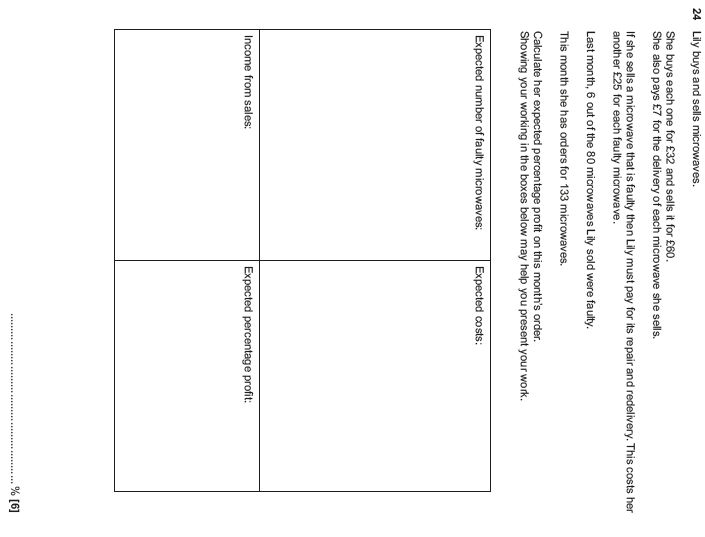 24 Lily buys and sells microwaves.
She buys each one for £32 and sells it for £60.
She also pays £7 for the delivery of each microwave she sells.
If she sells a microwave that is faulty then Lily must pay for its repair and redelivery. This costs her
another £25 for each faulty microwave.
Last month, 6 out of the 80 microwaves Lily sold were faulty.
This month she has orders for 133 microwaves.
Calculate her expected percentage profit on this month's order.
Showing your working in the boxes below may help you present your work.
Expected number of faulty microwaves:
Expected costs:
Income from sales:
Expected percentage profit:
........................................................ % [6]